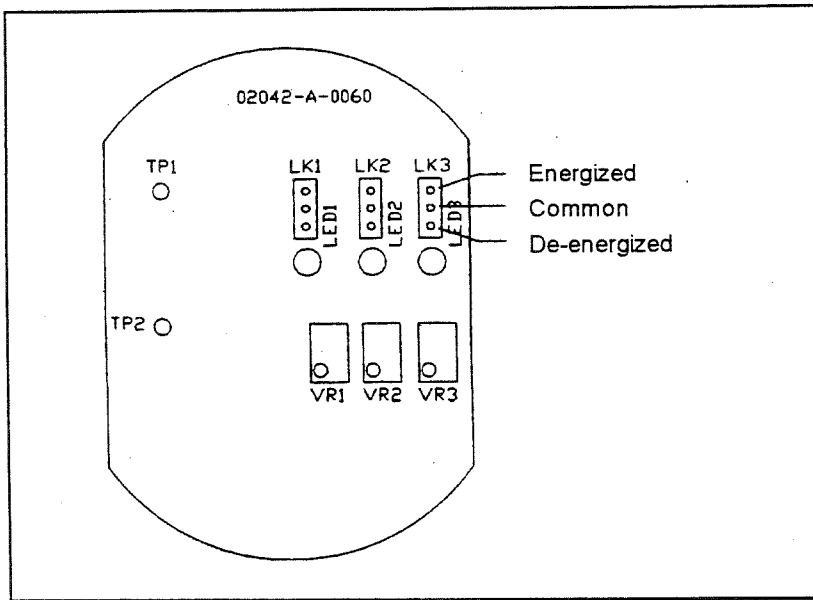 02042-A-0060
TP1
LK1 LK2 LK3
Energized
Common
De-energized
LED1 LED2 LED3
TP2
VR1 VR2 VR3